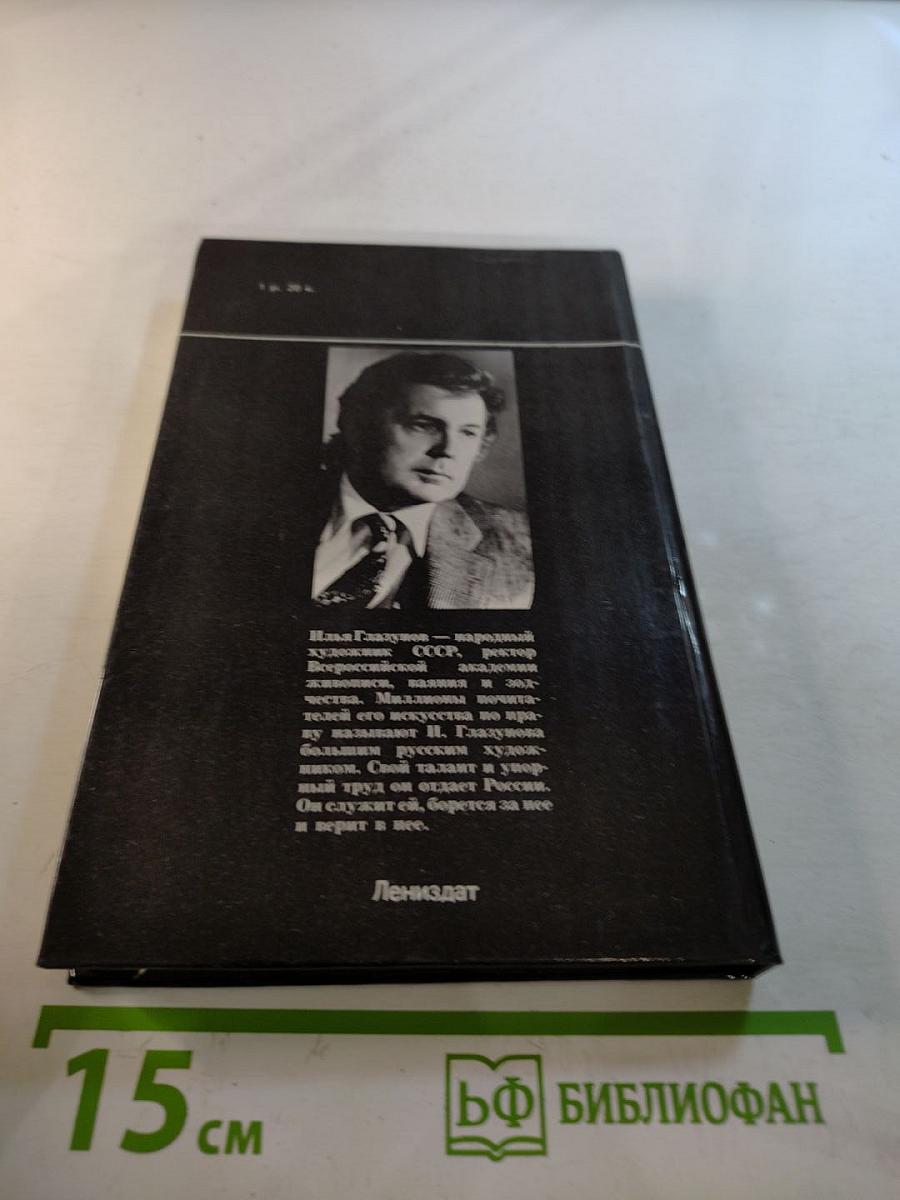 1 р. 20 к.
Илья Глазунов — народный
художник СССР, ректор
Всероссийской академии
живописи, ваяния и зод-
чества. Миллионы почита-
телей его искусства по пра-
ву называют И. Глазунова
большим русским худож-
ником. Свой талант и упор-
ный труд он отдает России.
Он служит ей, борется за нее
и верит в нее.
Лениздат
15 см
ЬФ БИБЛИОФАН